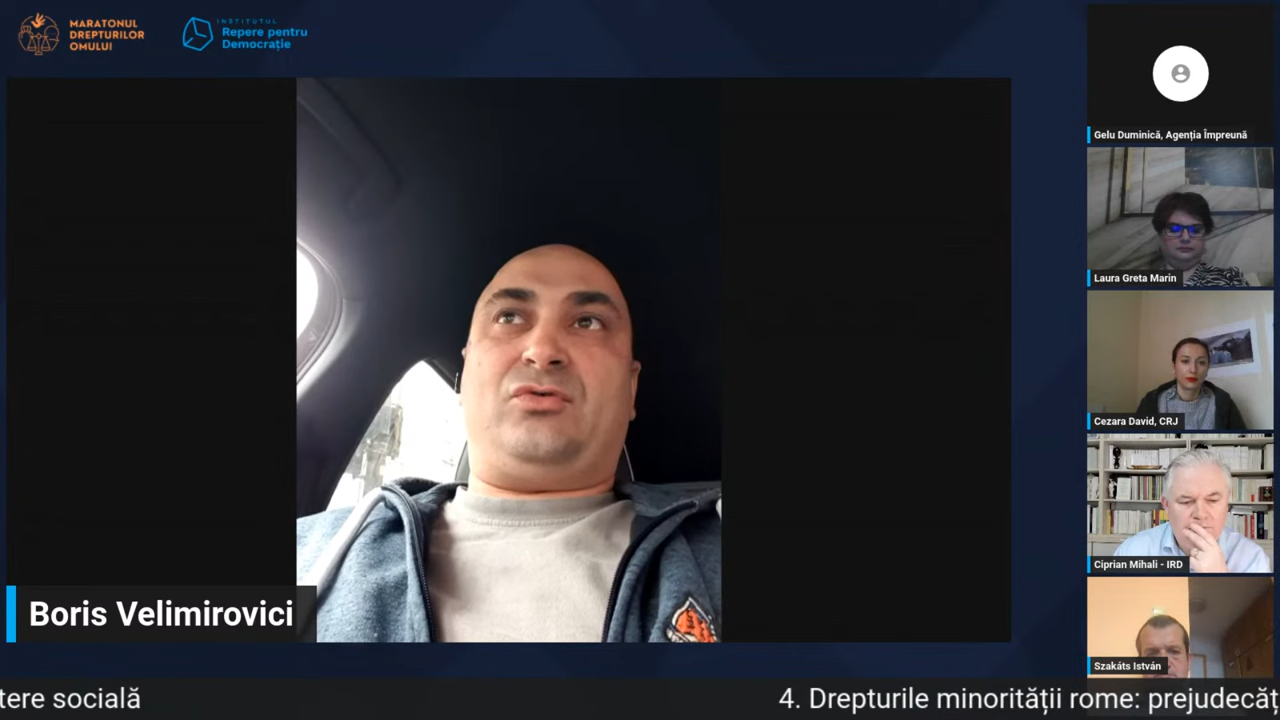 MARATONUL
DREPTURILOR
OMULUI
INSTITUTUL
Repere pentru
Democrație
Gelu Duminică, Agenția Împreună
Laura Greta Marin
Cezara David, CRJ
Ciprian Mihali - IRD
Szakáts István
Boris Velimirovici
tere socială
4. Drepturile minorității rome: prejudecăț